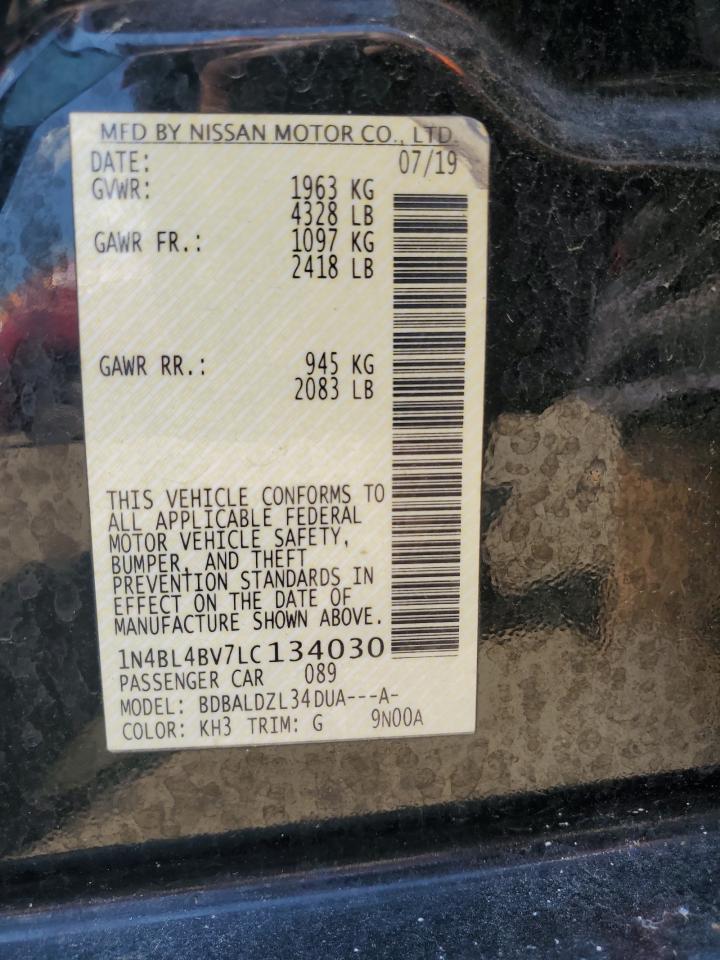 MFD BY NISSAN MOTOR CO., LTD.
DATE: 07/19
GVWR: 1963 KG
4328 LB
GAWR FR.: 1097 KG
2418 LB
GAWR RR.: 945 KG
2083 LB
THIS VEHICLE CONFORMS TO
ALL APPLICABLE FEDERAL
MOTOR VEHICLE SAFETY,
BUMPER, AND THEFT
PREVENTION STANDARDS IN
EFFECT ON THE DATE OF
MANUFACTURE SHOWN ABOVE.
1N4BL4BV7LC134030
PASSENGER CAR 089
MODEL: BDBALDZL34DUA---A-
COLOR: KH3 TRIM: G 9N00A